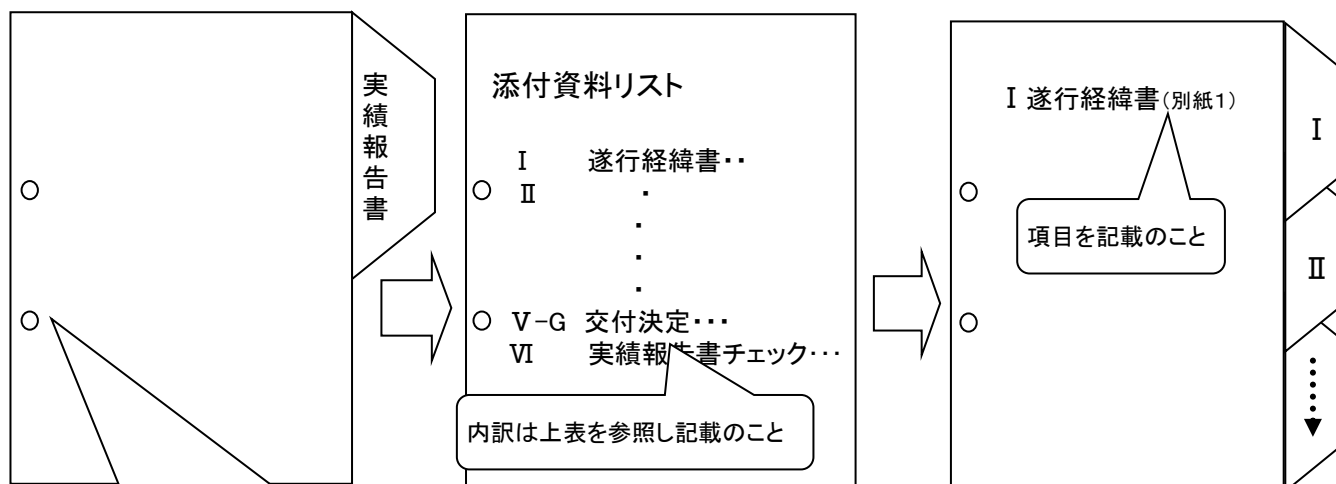 実績報告書
添付資料リスト
Ⅰ 遂行経緯書・・
Ⅱ ・
・
・
・
Ⅴ-G 交付決定・・・
Ⅵ 実績報告書チェック・・・
内訳は上表を参照し記載のこと
Ⅰ 遂行経緯書(別紙1)
項目を記載のこと
Ⅰ
Ⅱ